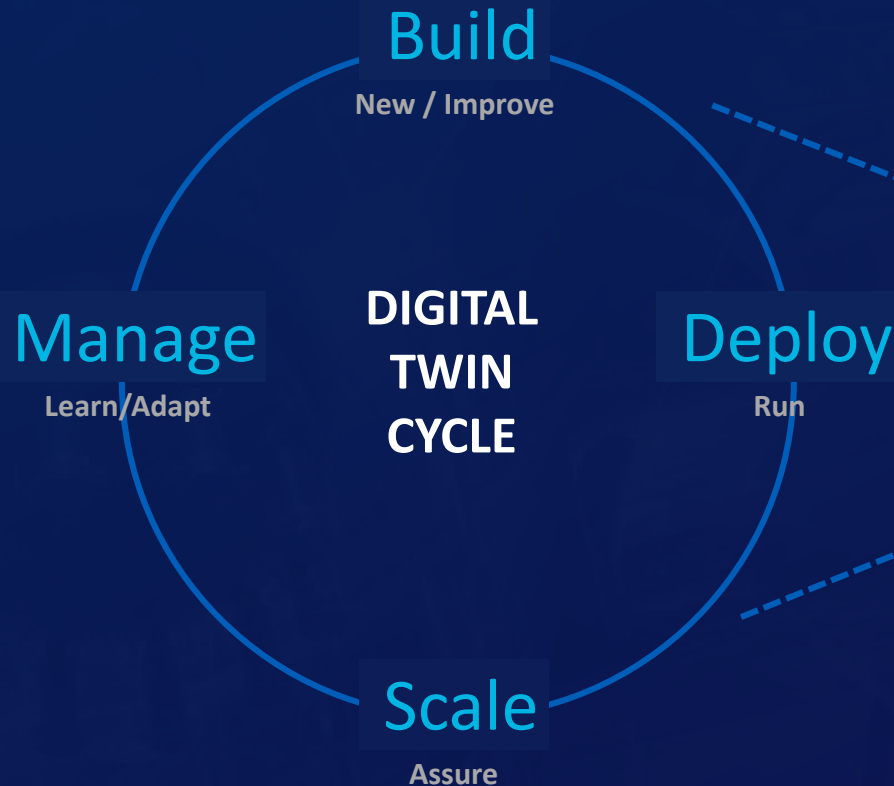 Build
New / Improve
DIGITAL
TWIN
CYCLE
Manage
Learn/Adapt
Deploy
Run
Scale
Assure